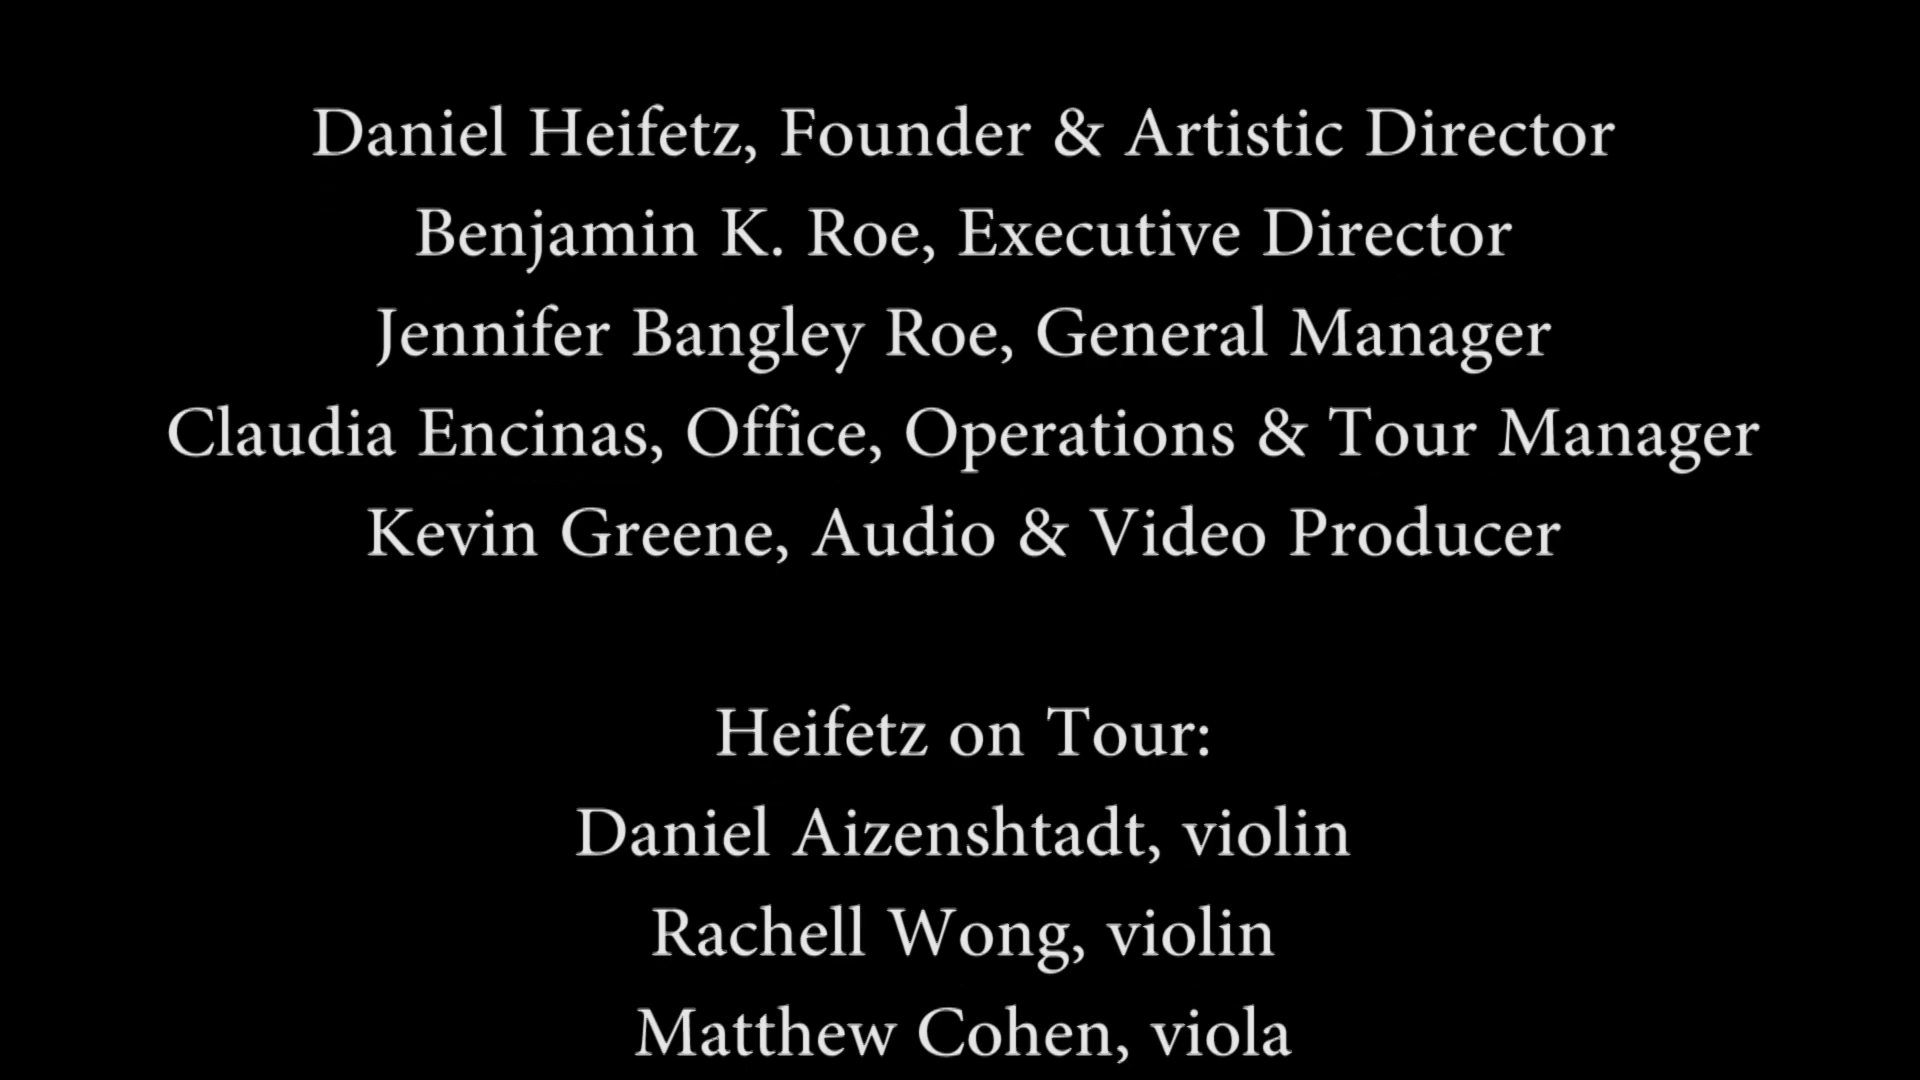 Daniel Heifetz, Founder & Artistic Director
Benjamin K. Roe, Executive Director
Jennifer Bangley Roe, General Manager
Claudia Encinas, Office, Operations & Tour Manager
Kevin Greene, Audio & Video Producer
Heifetz on Tour:
Daniel Aizenshtadt, violin
Rachell Wong, violin
Matthew Cohen, viola